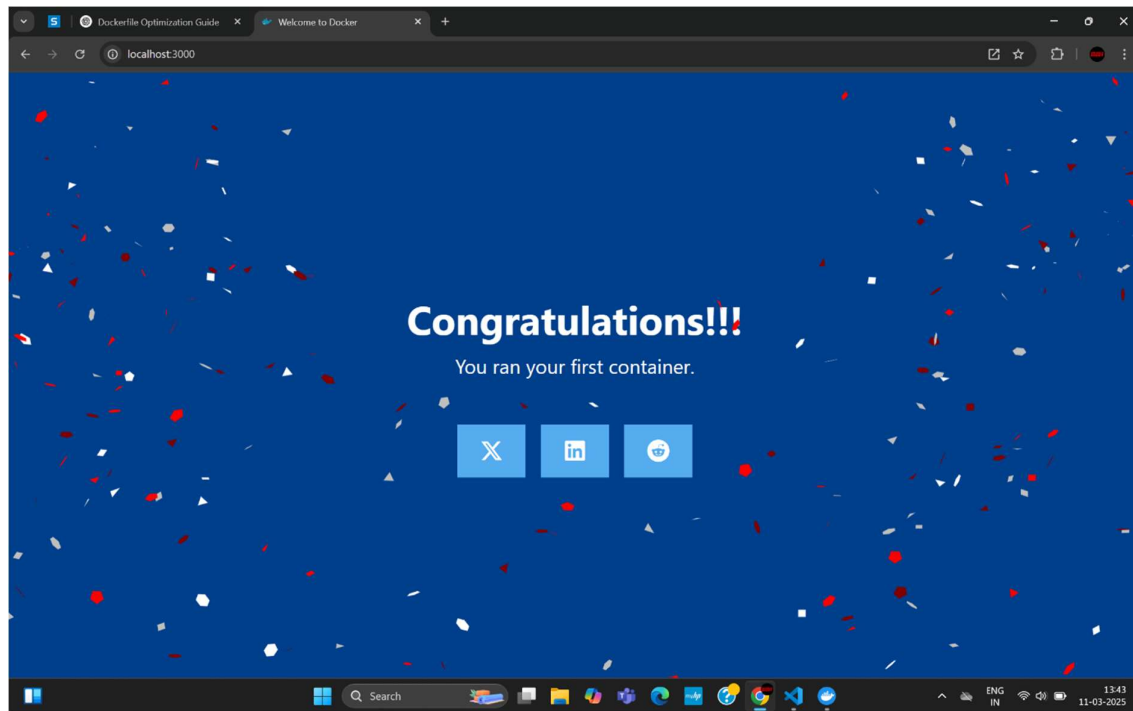 S
Dockerfile Optimization Guide
Welcome to Docker
localhost:3000
Congratulations!!!
You ran your first container.
X
in
Search
ENG
IN
13:43
11-03-2025